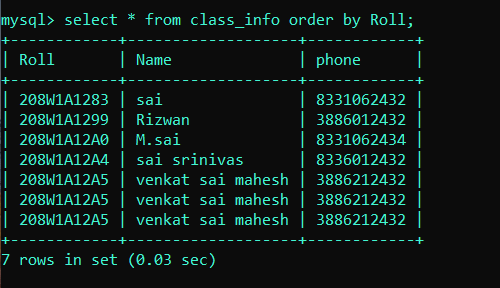 mysql> select * from class_info order by Roll;
+------------+-------------------+------------+
| Roll       | Name              | phone      |
+------------+-------------------+------------+
| 208W1A1283 | sai               | 8331062432 |
| 208W1A1299 | Rizwan            | 3886012432 |
| 208W1A12A0 | M.sai             | 8331062434 |
| 208W1A12A4 | sai srinivas      | 8336012432 |
| 208W1A12A5 | venkat sai mahesh | 3886212432 |
| 208W1A12A5 | venkat sai mahesh | 3886212432 |
| 208W1A12A5 | venkat sai mahesh | 3886212432 |
+------------+-------------------+------------+
7 rows in set (0.03 sec)